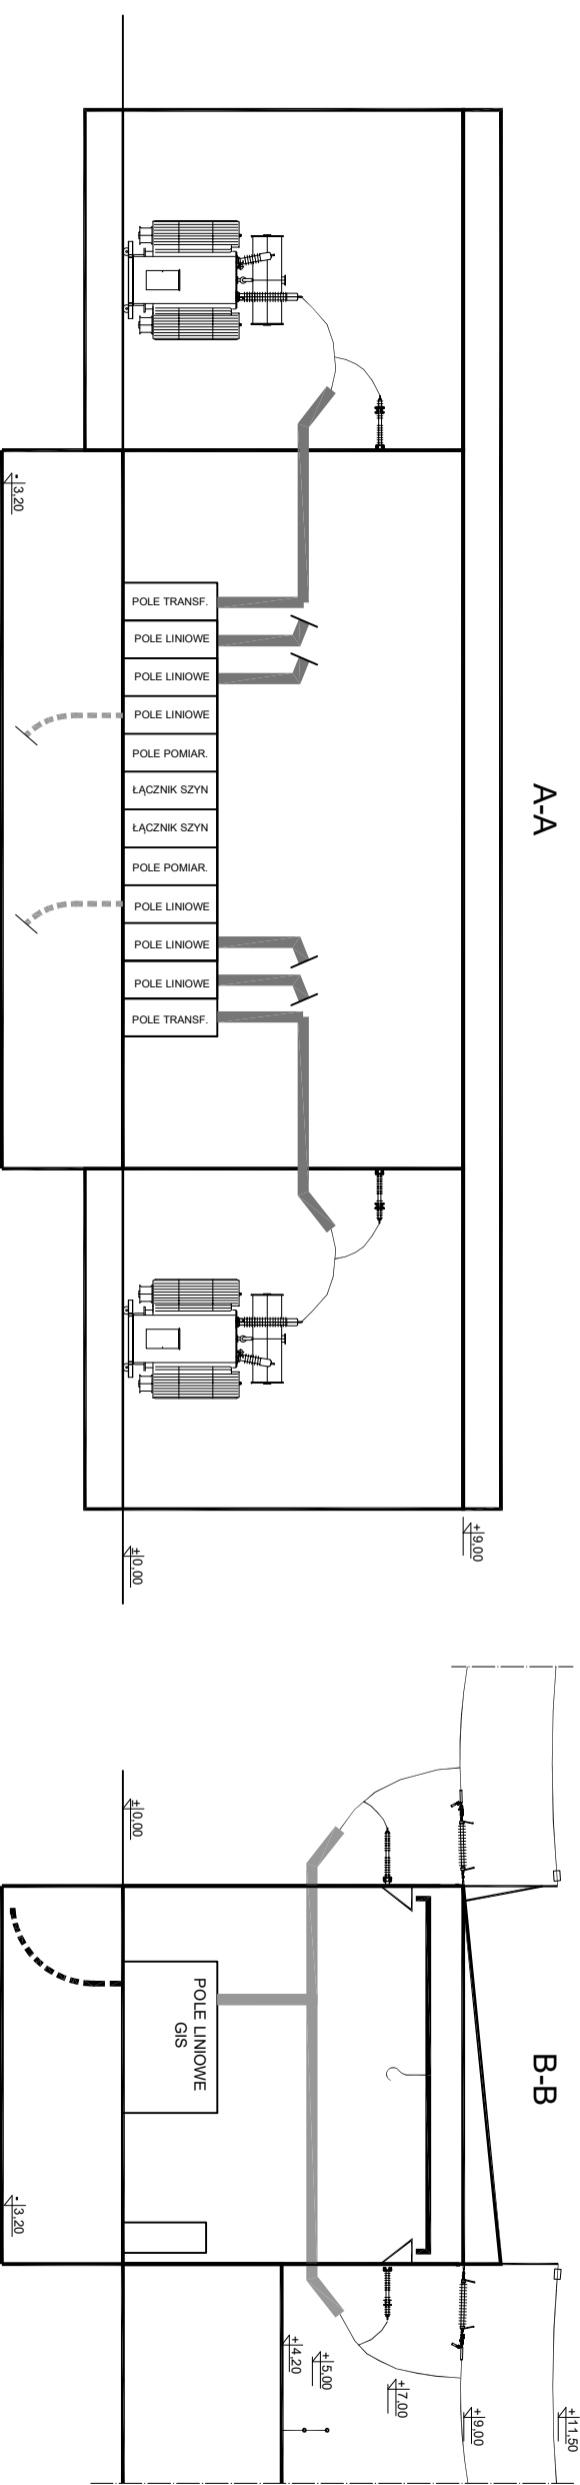 A-A
-3,20
POLE TRANSF.
POLE LINIOWE
POLE LINIOWE
POLE LINIOWE
POLE POMIAR.
ŁĄCZNIK SZYN
ŁĄCZNIK SZYN
POLE POMIAR.
POLE LINIOWE
POLE LINIOWE
POLE LINIOWE
POLE TRANSF.
+9,00
±0,00
B-B
±0,00
POLE LINIOWE
GIS
-3,20
+11,50
+9,00
+7,00
+5,00
+4,20